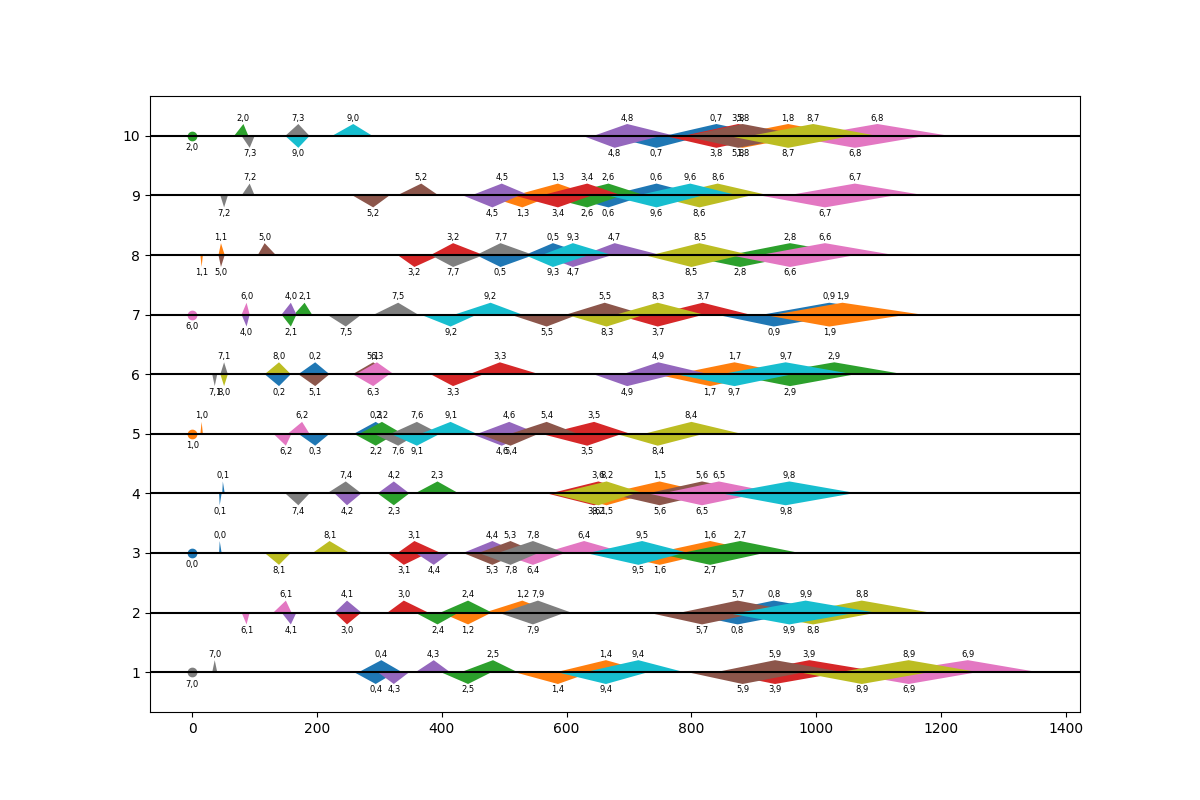 10
2,0 7,3 9,0 4,8 0,7 1,8 8,7 6,8
2,0 7,3 9,0 4,8 0,7 3,8 8,7 6,8
9
7,2 5,2 4,5 1,3 3,4 2,6 0,6 9,6 8,6 6,7
7,2 5,2 4,5 1,3 3,4 2,6 0,6 9,6 8,6 6,7
8
1,1 5,0 3,2 7,7 0,5 9,3 4,7 8,5 2,8 6,6
1,1 5,0 3,2 7,7 0,5 9,3 4,7 8,5 2,8 6,6
7
6,0 4,0 2,1 7,5 9,2 5,5 8,3 3,7 0,9 1,9
6,0 4,0 2,1 7,5 9,2 5,5 8,3 3,7 0,9 1,9
6
7,1 8,0 0,2 5,1 6,3 3,3 4,9 1,7 9,7 2,9
7,1 8,0 0,2 5,1 6,3 3,3 4,9 1,7 9,7 2,9
5
1,0 6,2 0,3 2,2 7,6 9,1 4,6 5,4 3,5 8,4
1,0 6,2 0,3 2,2 7,6 9,1 4,6 5,4 3,5 8,4
4
0,1 7,4 4,2 2,3 3,6 8,2 1,5 5,6 6,5 9,8
0,1 7,4 4,2 2,3 1,5 5,6 6,5 9,8
3
0,0 8,1 3,1 4,4 5,3 7,8 6,4 9,5 1,6 2,7
0,0 8,1 3,1 4,4 5,3 7,8 6,4 9,5 1,6 2,7
2
6,1 4,1 3,0 2,4 1,2 7,9 5,7 0,8 9,9 8,8
6,1 4,1 3,0 2,4 1,2 7,9 5,7 0,8 9,9 8,8
1
7,0 0,4 4,3 2,5 1,4 9,4 5,9 3,9 8,9 6,9
7,0 0,4 4,3 2,5 1,4 9,4 5,9 3,9 8,9 6,9
0 200 400 600 800 1000 1200 1400